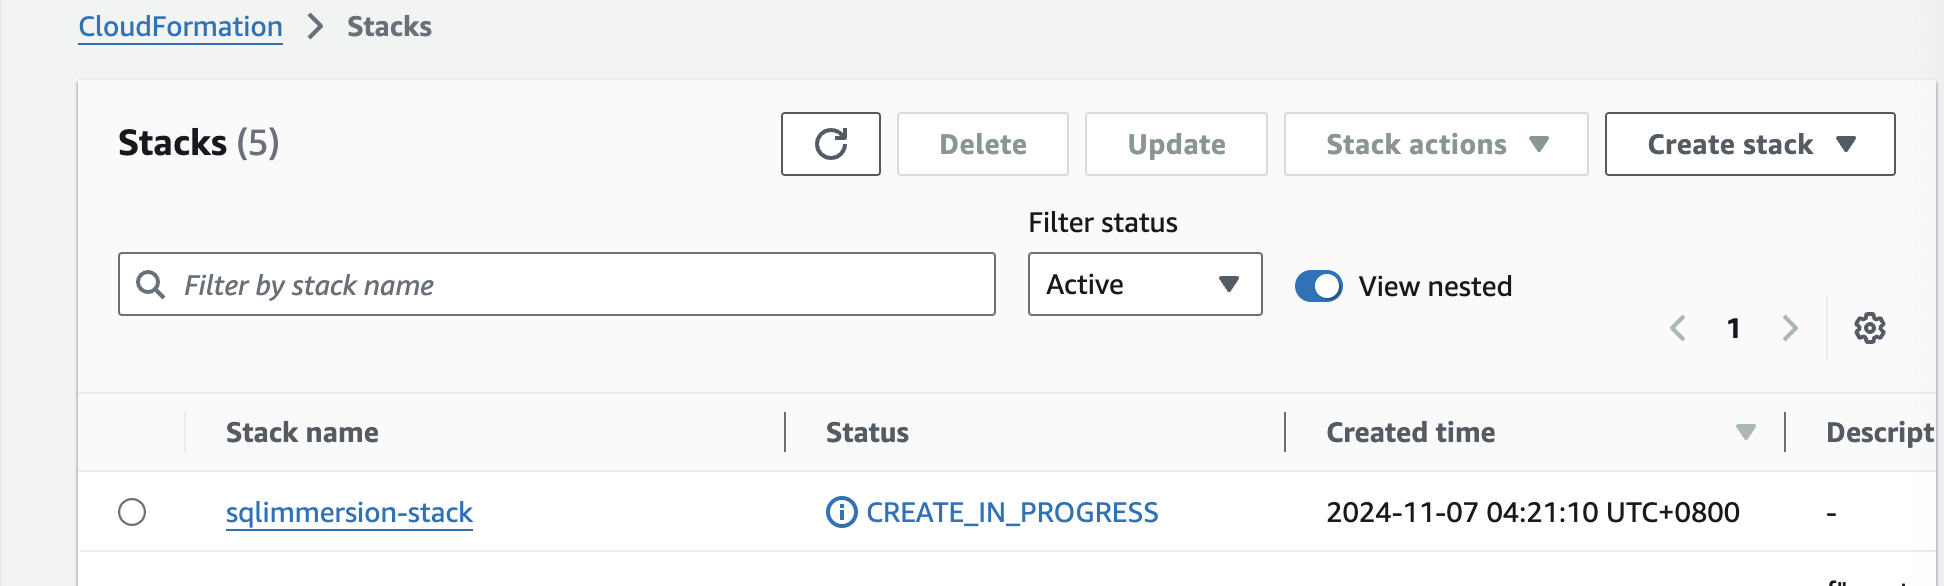 CloudFormation > Stacks
Stacks (5)
Delete
Update
Stack actions
Create stack
Filter status
Filter by stack name
Active
View nested
1
Stack name
Status
Created time
Descript
sqlimmersion-stack
CREATE_IN_PROGRESS
2024-11-07 04:21:10 UTC+0800
-